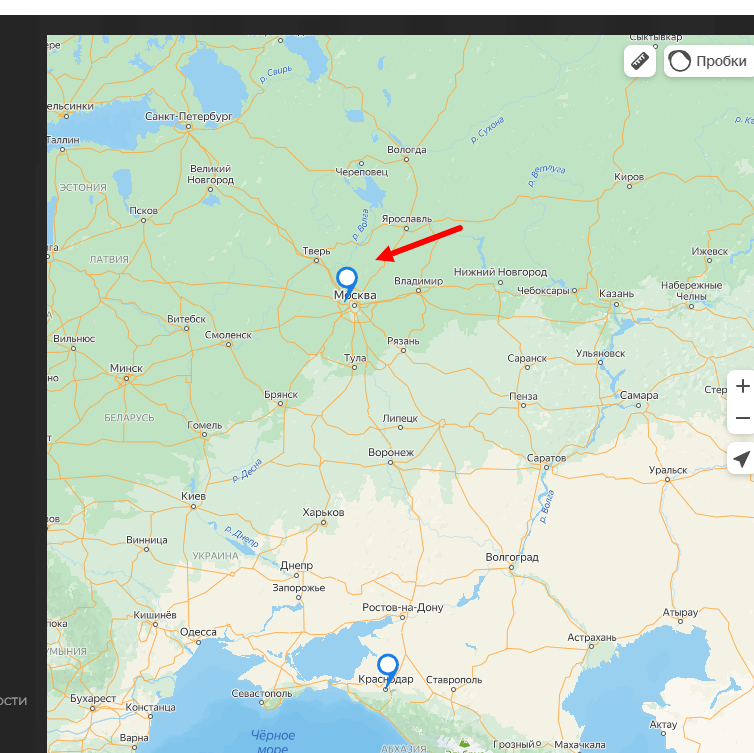 Сыктывкар
р. Свирь
Пробки
Санкт-Петербург
Таллин
р. Сухона
Вологда
Череповец
Великий
Новгород
р. Ветлуга
Киров
ЭСТОНИЯ
Псков
р. Волга
Ярославль
Тверь
ЛАТВИЯ
Ижевск
Нижний Новгород
Владимир
Набережные
Челны
Чебоксары
Казань
Москва
Витебск
Смоленск
Вильнюс
Рязань
Тула
Саранск
Ульяновск
Минск
Брянск
Пенза
Самара
БЕЛАРУСЬ
Гомель
Липецк
Воронеж
Саратов
Уральск
р. Десна
Киев
р. Волга
Харьков
р. Днепр
Винница
УКРАИНА
Волгоград
Днепр
Запорожье
Ростов-на-Дону
Кишинёв
Атырау
Одесса
Астрахань
Краснодар
Ставрополь
Севастополь
Бухарест
Констанца
Актау
Варна
Чёрное
море
АБХАЗИЯ
Грозный
Махачкала